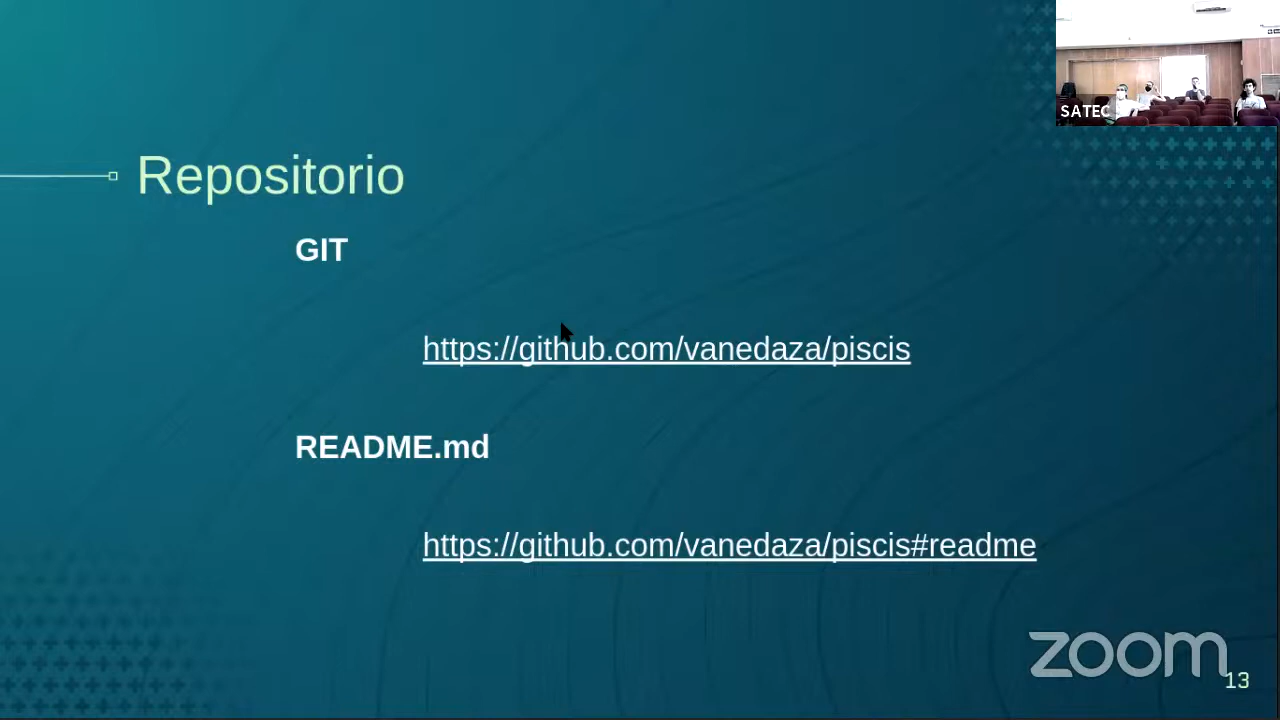 SATEC
Repositorio
GIT
https://github.com/vanedaza/piscis
README.md
https://github.com/vanedaza/piscis#readme
zoom
13